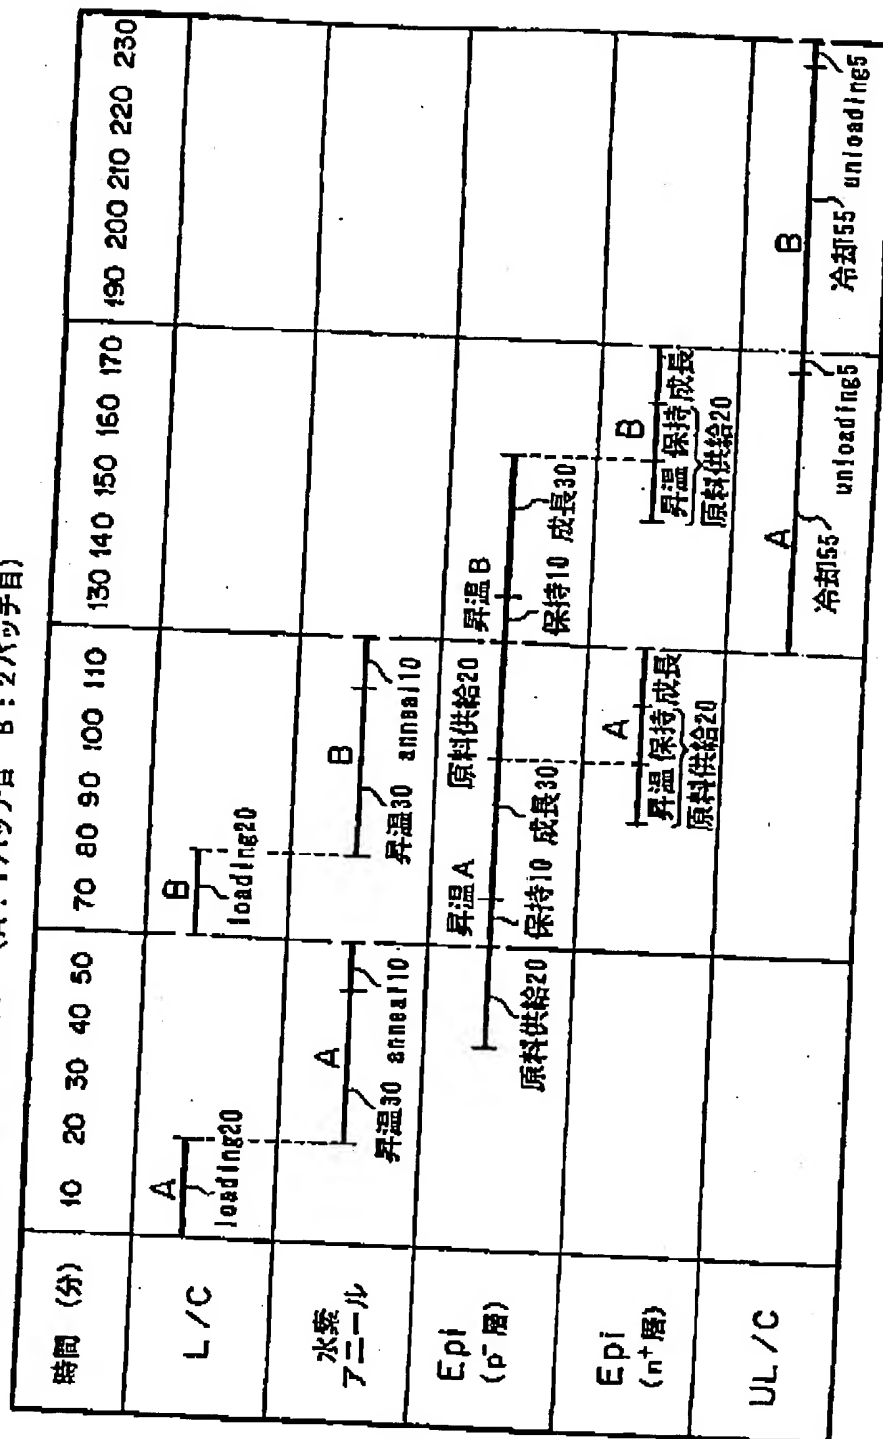 (A:1バッチ目 B:2バッチ目)
時間 (分) 10 20 30 40 50 70 80 90 100 110 130 140 150 160 170 190 200 210 220 230
L/C
A
loading20
B
loading20
水素
アニール
A
昇温30 anneal10
B
昇温30 anneal10
Epi
(p⁻層)
原料供給20
昇温 A
保持10 成長30
原料供給20
昇温 B
保持10 成長30
Epi
(n⁺層)
A
昇温 保持 成長
原料供給20
B
昇温 保持 成長
原料供給20
UL/C
A
冷却55 unloading5
B
冷却55 unloading5